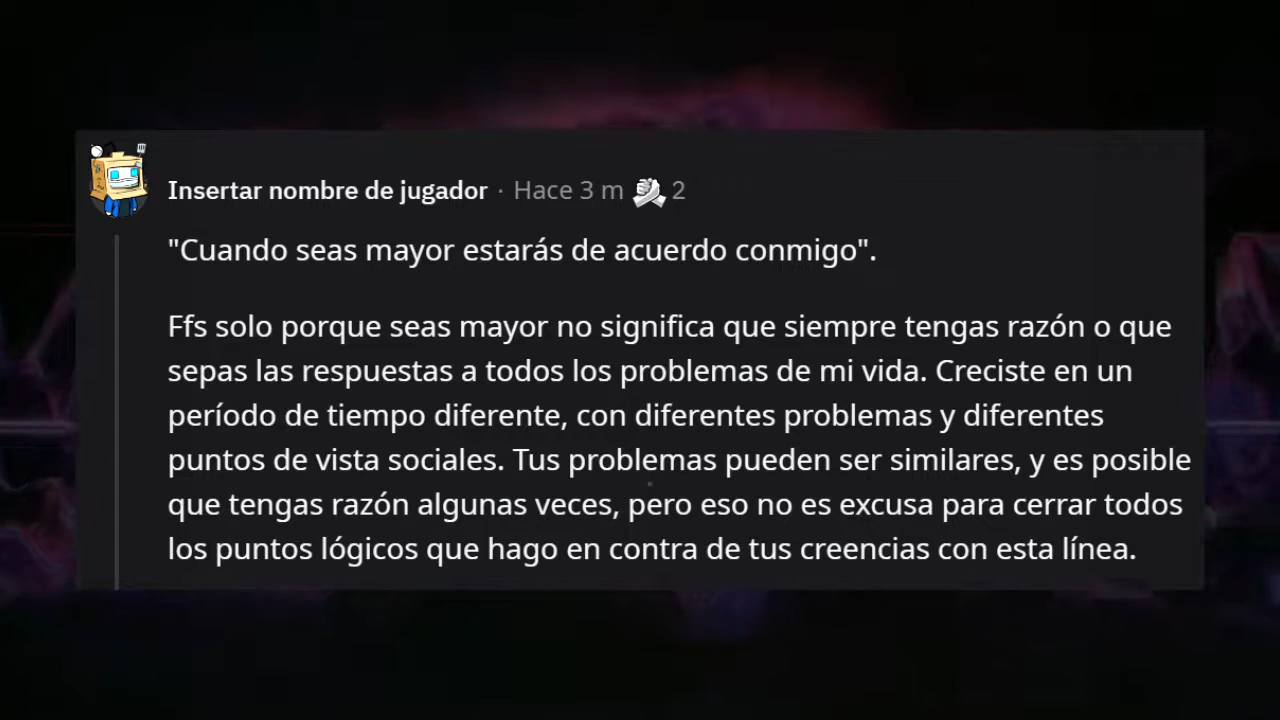 Insertar nombre de jugador · Hace 3 m 2
"Cuando seas mayor estarás de acuerdo conmigo".
Ffs solo porque seas mayor no significa que siempre tengas razón o que
sepas las respuestas a todos los problemas de mi vida. Creciste en un
período de tiempo diferente, con diferentes problemas y diferentes
puntos de vista sociales. Tus problemas pueden ser similares, y es posible
que tengas razón algunas veces, pero eso no es excusa para cerrar todos
los puntos lógicos que hago en contra de tus creencias con esta línea.